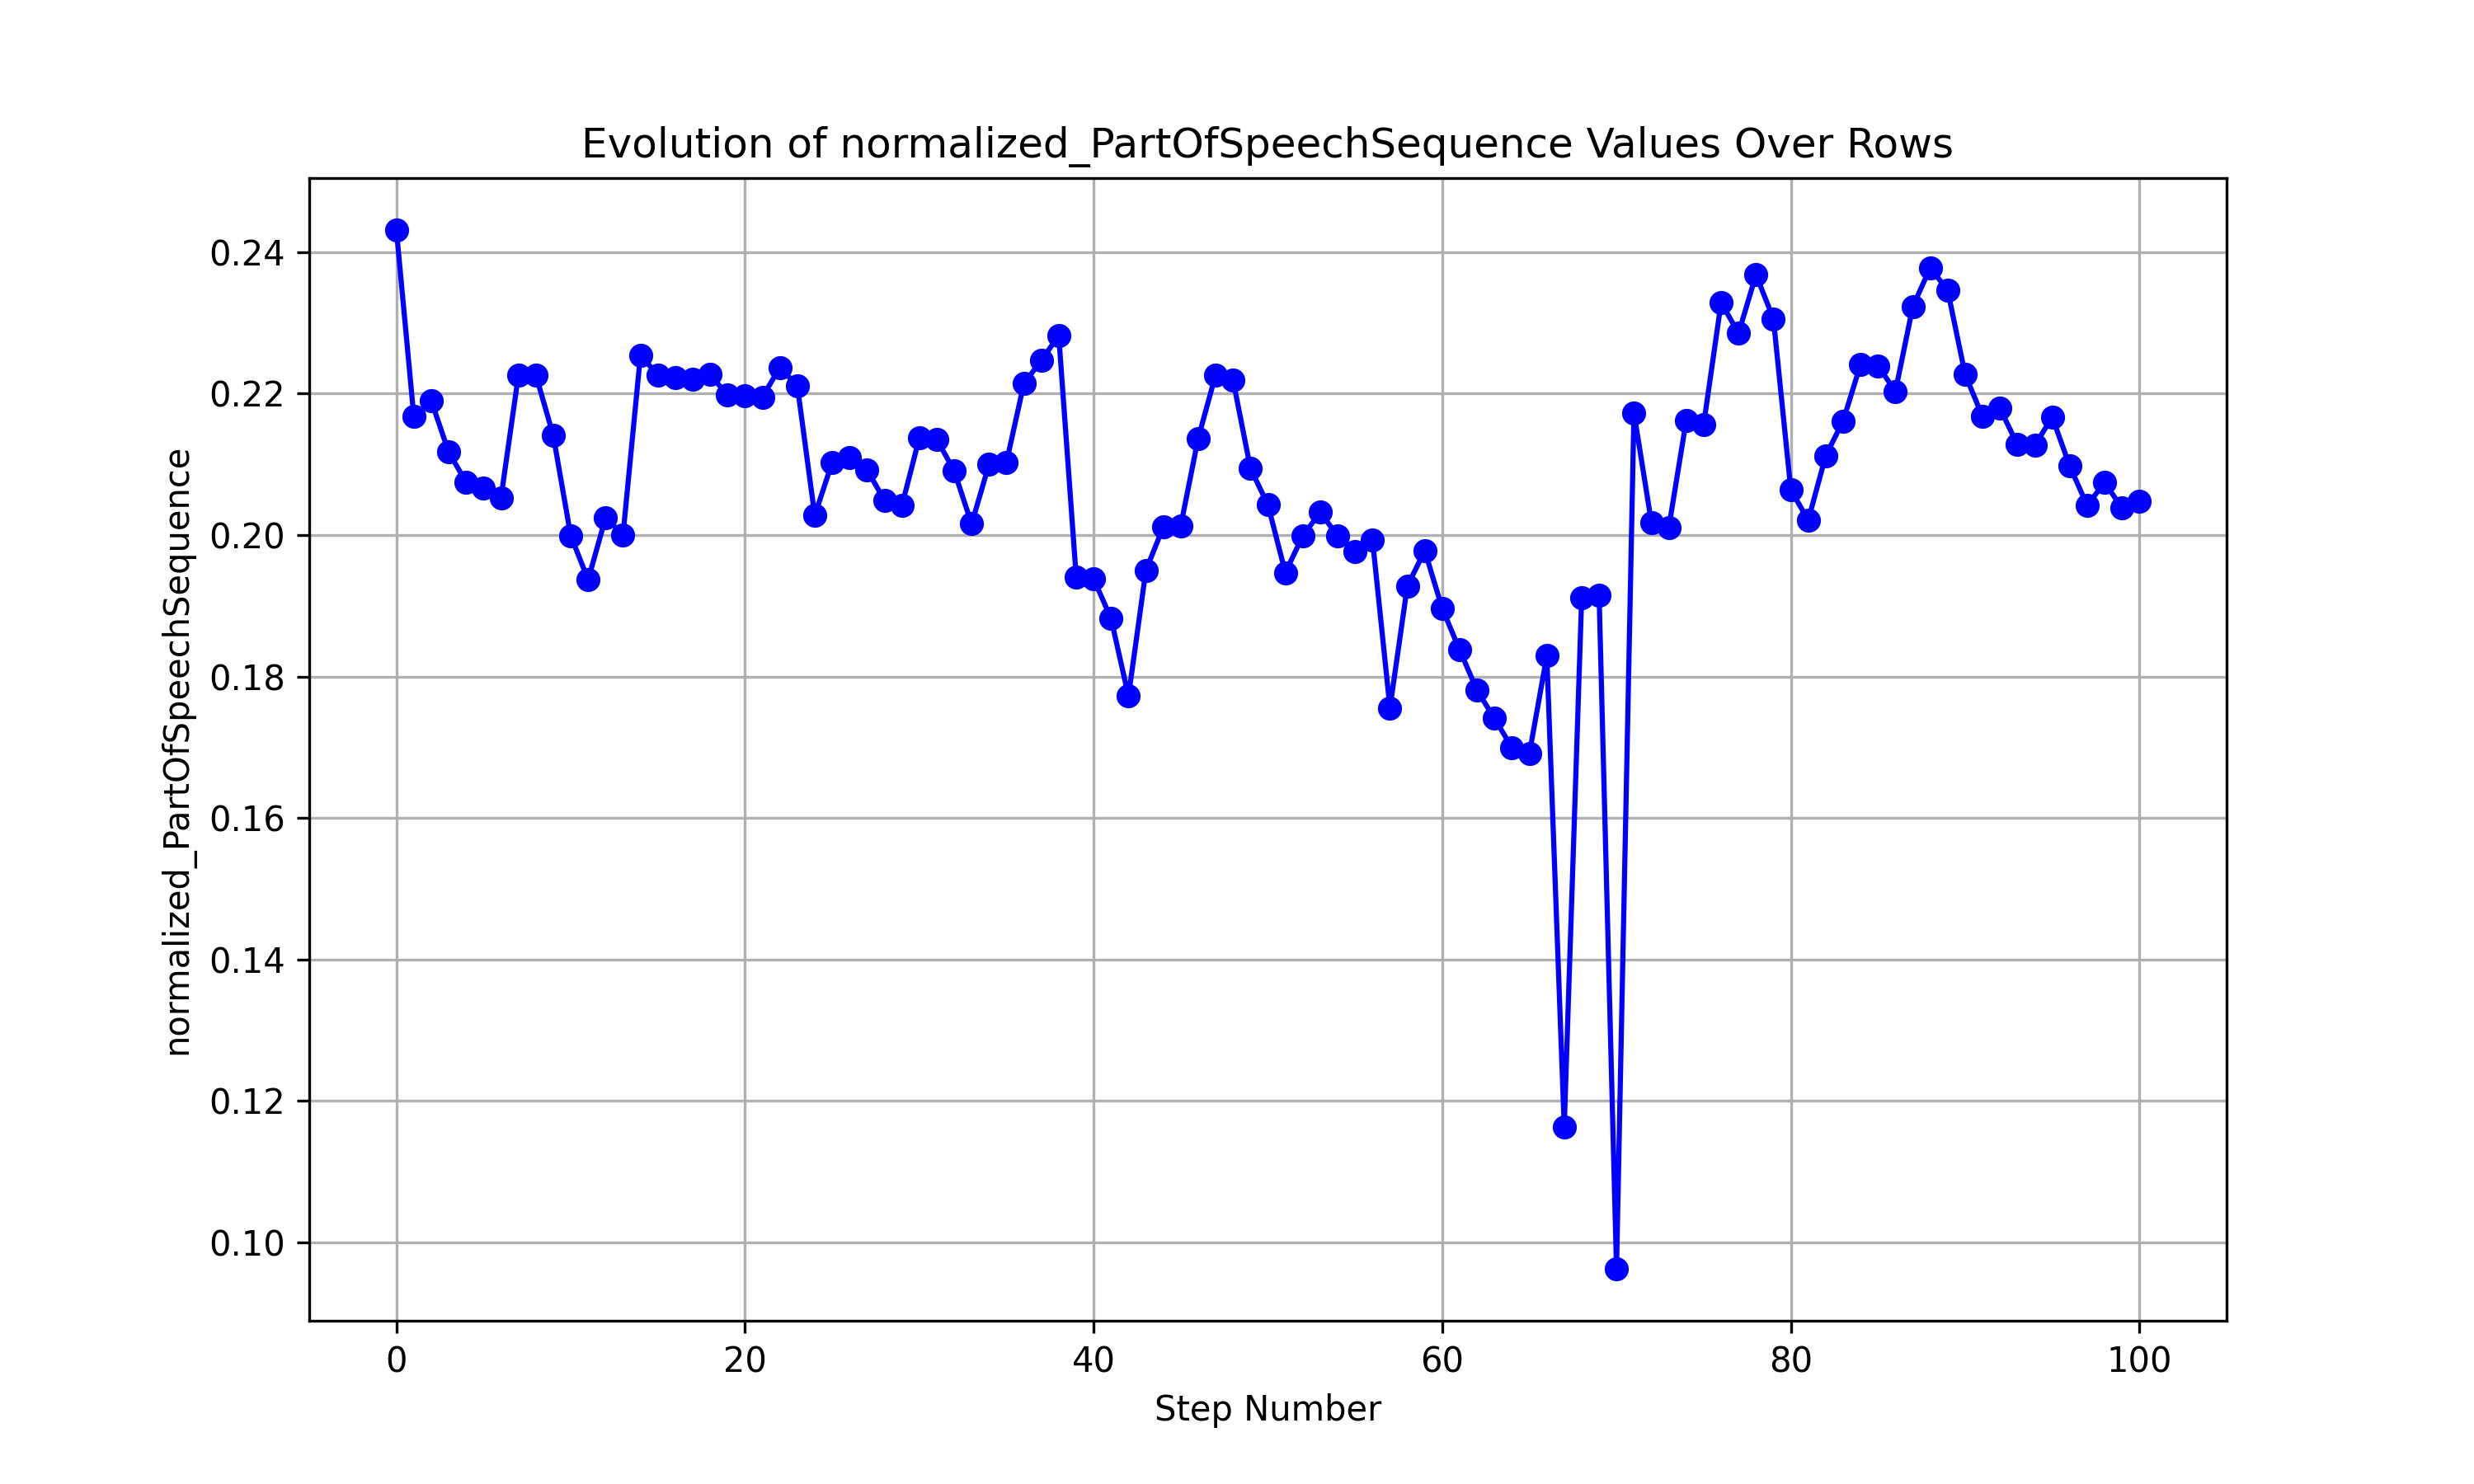 Evolution of normalized_PartOfSpeechSequence Values Over Rows
normalized_PartOfSpeechSequence
0.24
0.22
0.20
0.18
0.16
0.14
0.12
0.10
0 20 40 60 80 100
Step Number